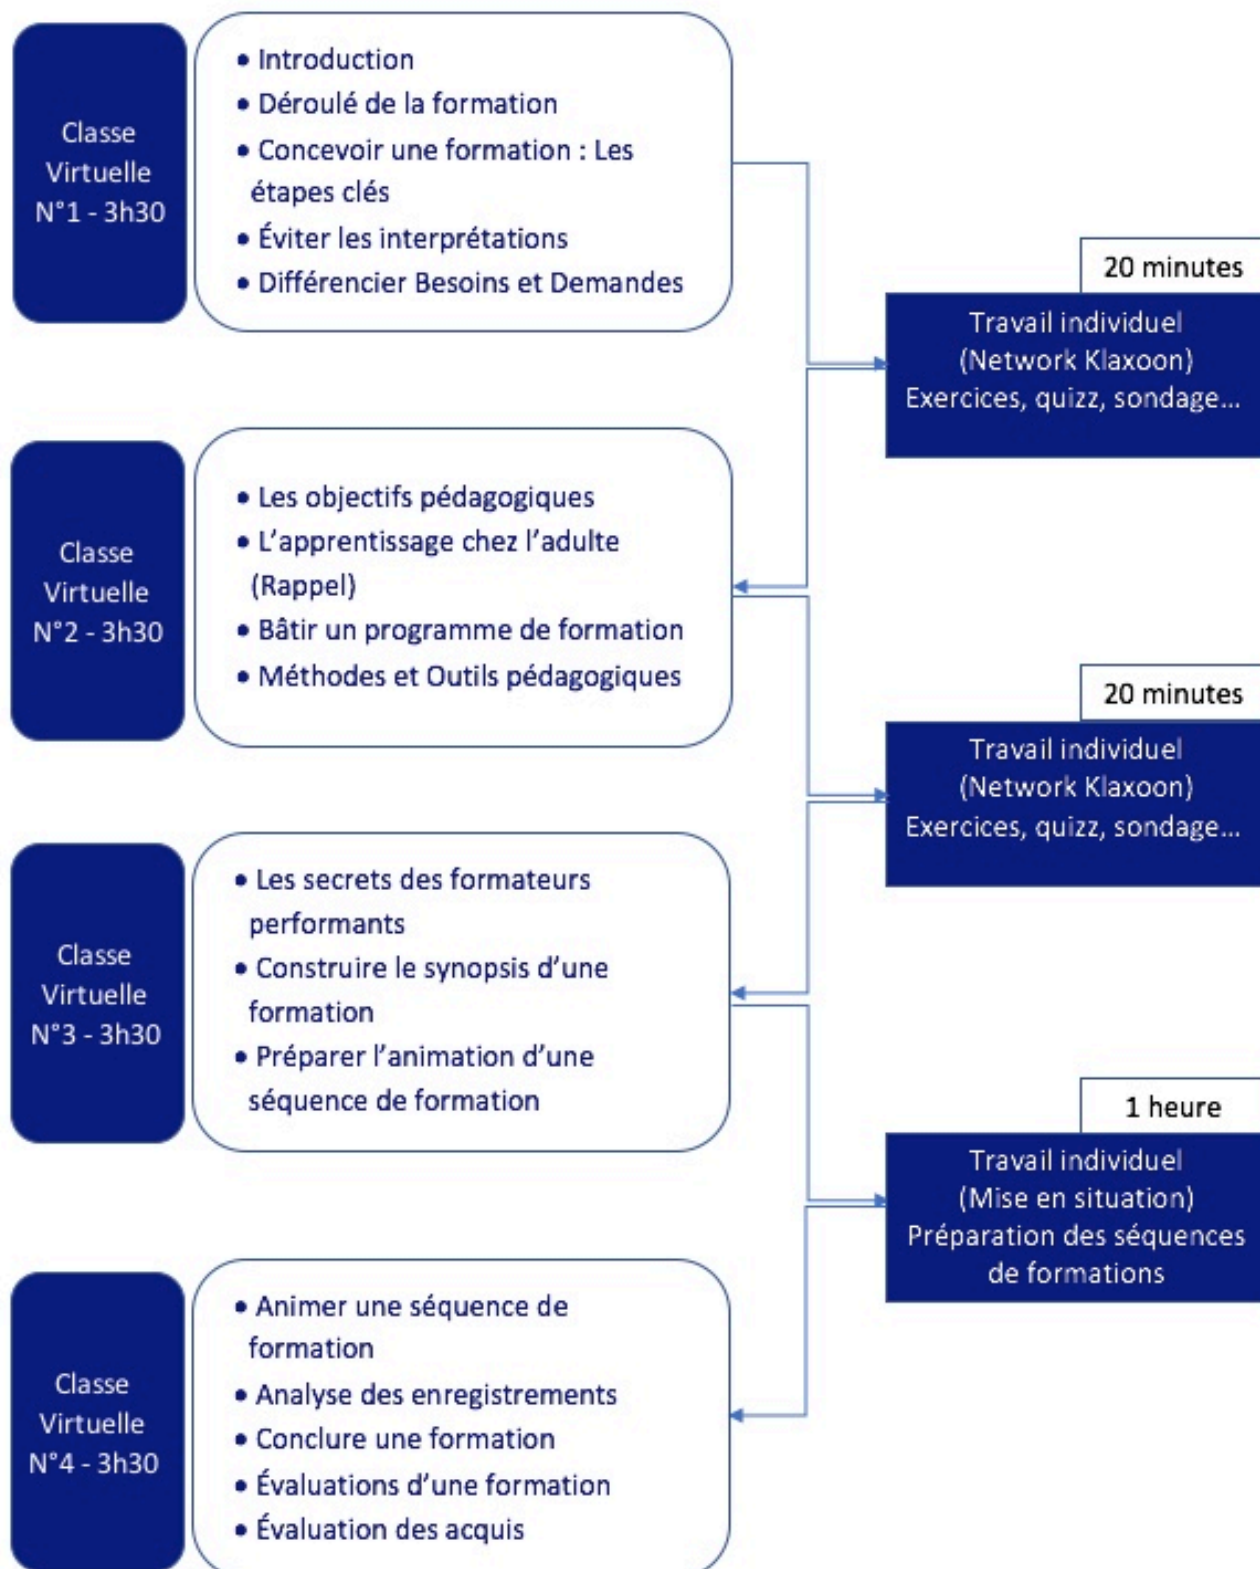 Classe
Virtuelle
N°1 - 3h30
• Introduction
• Déroulé de la formation
• Concevoir une formation : Les
étapes clés
• Éviter les interprétations
• Différencier Besoins et Demandes
20 minutes
Travail individuel
(Network Klaxoon)
Exercices, quizz, sondage...
Classe
Virtuelle
N°2 - 3h30
• Les objectifs pédagogiques
• L’apprentissage chez l’adulte
(Rappel)
• Bâtir un programme de formation
• Méthodes et Outils pédagogiques
20 minutes
Travail individuel
(Network Klaxoon)
Exercices, quizz, sondage...
Classe
Virtuelle
N°3 - 3h30
• Les secrets des formateurs
performants
• Construire le synopsis d’une
formation
• Préparer l’animation d’une
séquence de formation
1 heure
Travail individuel
(Mise en situation)
Préparation des séquences
de formations
Classe
Virtuelle
N°4 - 3h30
• Animer une séquence de
formation
• Analyse des enregistrements
• Conclure une formation
• Évaluations d’une formation
• Évaluation des acquis